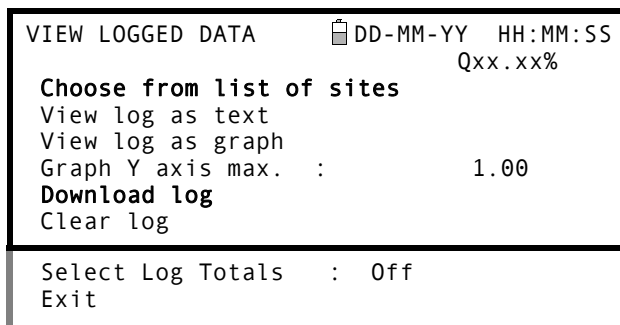 VIEW LOGGED DATA DD-MM-YY HH:MM:SS
Qxx.xx%
Choose from list of sites
View log as text
View log as graph
Graph Y axis max. : 1.00
Download log
Clear log
Select Log Totals : Off
Exit